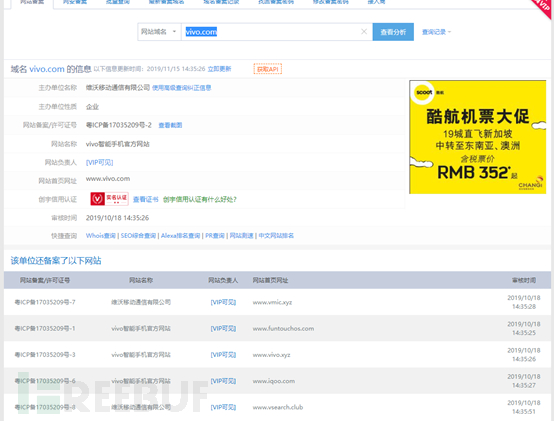 网站备案 网安备案 批量查询 最新备案域名 域名备案记录 找回备案密码 修改备案密码 接入商
VIP
网站域名 vivo.com 查看分析 查询记录
域名 vivo.com 的信息 以下信息更新时间：2019/11/15 14:35:26 立即更新 获取API
主办单位名称 维沃移动通信有限公司 使用高级查询纠正信息
主办单位性质 企业
网站备案/许可证号 粤ICP备17035209号-2 查看截图
网站名称 vivo智能手机官方网站
网站负责人 [VIP可见]
网站首页网址 www.vivo.com
创宇信用认证 实名认证 查看证书 创宇信用认证有什么好处？
审核时间 2019/10/18 14:35:26
快捷查询 Whois查询 | SEO综合查询 | Alexa排名查询 | PR查询 | 网站测速 | 中文网站排名
scoot 酷航
酷航机票大促
19城直飞新加坡
中转至东南亚、澳洲
含税票价
RMB 352*起
CHANGI
该单位还备案了以下网站
网站备案/许可证号 网站名称 网站负责人 网站首页网址 审核时间
粤ICP备17035209号-7 维沃移动通信有限公司 [VIP可见] www.vmic.xyz 2019/10/18 14:35:28
粤ICP备17035209号-1 vivo智能手机官方网站 [VIP可见] www.funtouchos.com 2019/10/18 14:35:25
粤ICP备17035209号-3 vivo智能手机官方网站 [VIP可见] www.vivo.xyz 2019/10/18 14:35:26
粤ICP备17035209号-6 vivo智能手机官方网站 [VIP可见] www.iqoo.com 2019/10/18 14:35:27
粤ICP备17035209号-8 维沃移动通信有限公司 [VIP可见] www.vsearch.club 2019/10/18 14:35:51
FREEBUF